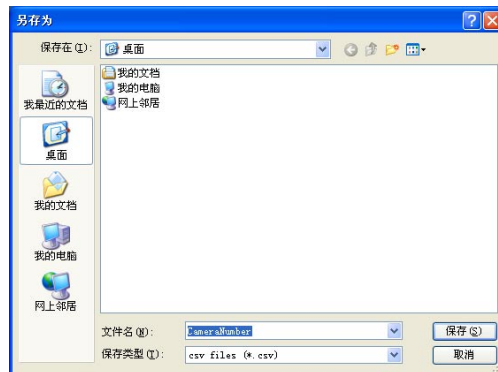 另存为
保存在(I):
桌面
我的文档
我的电脑
网上邻居
我最近的文档
桌面
我的文档
我的电脑
网上邻居
文件名(N):
CameraNumber
保存(S)
保存类型(T):
csv files (*.csv)
取消